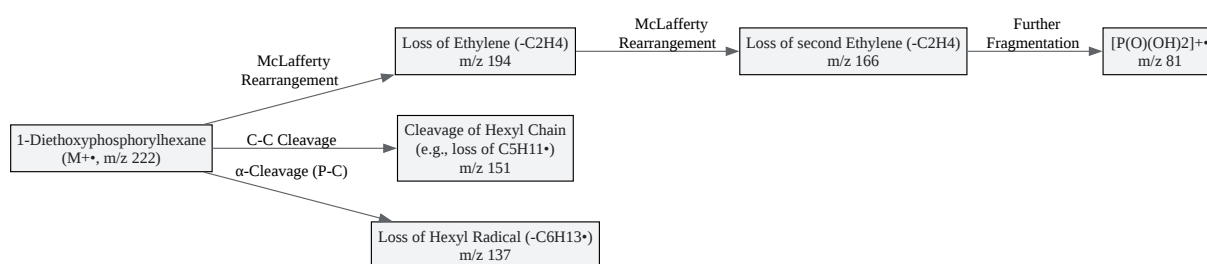 McLafferty
Rearrangement
Loss of Ethylene (-C2H4)
m/z 194
McLafferty
Rearrangement
Loss of second Ethylene (-C2H4)
m/z 166
Further
Fragmentation
[P(O)(OH)2]+•
m/z 81
1-Diethoxyphosphorylhexane
(M+•, m/z 222)
C-C Cleavage
Cleavage of Hexyl Chain
(e.g., loss of C5H11•)
m/z 151
α-Cleavage (P-C)
Loss of Hexyl Radical (-C6H13•)
m/z 137